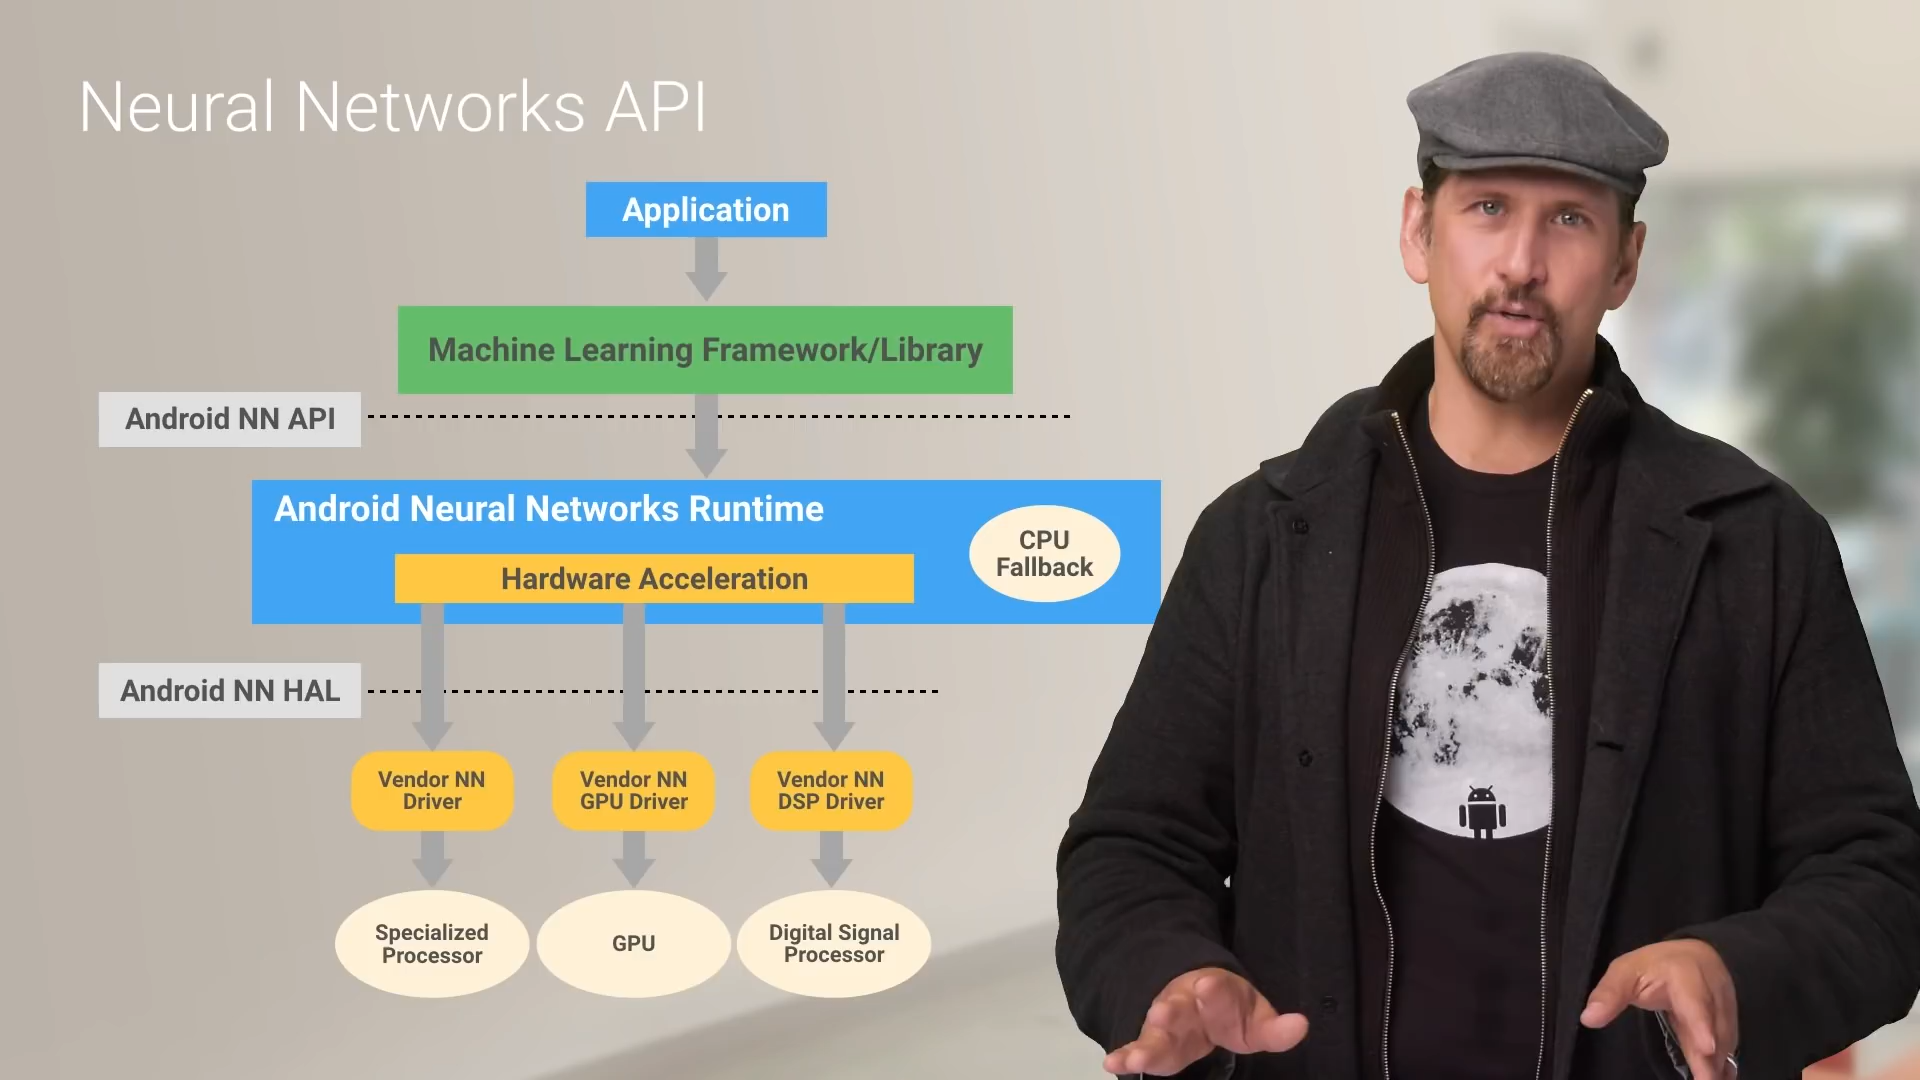 Neural Networks API
Application
Machine Learning Framework/Library
Android NN API
Android Neural Networks Runtime
CPU
Fallback
Hardware Acceleration
Android NN HAL
Vendor NN
Driver
Vendor NN
GPU Driver
Vendor NN
DSP Driver
Specialized
Processor
GPU
Digital Signal
Processor